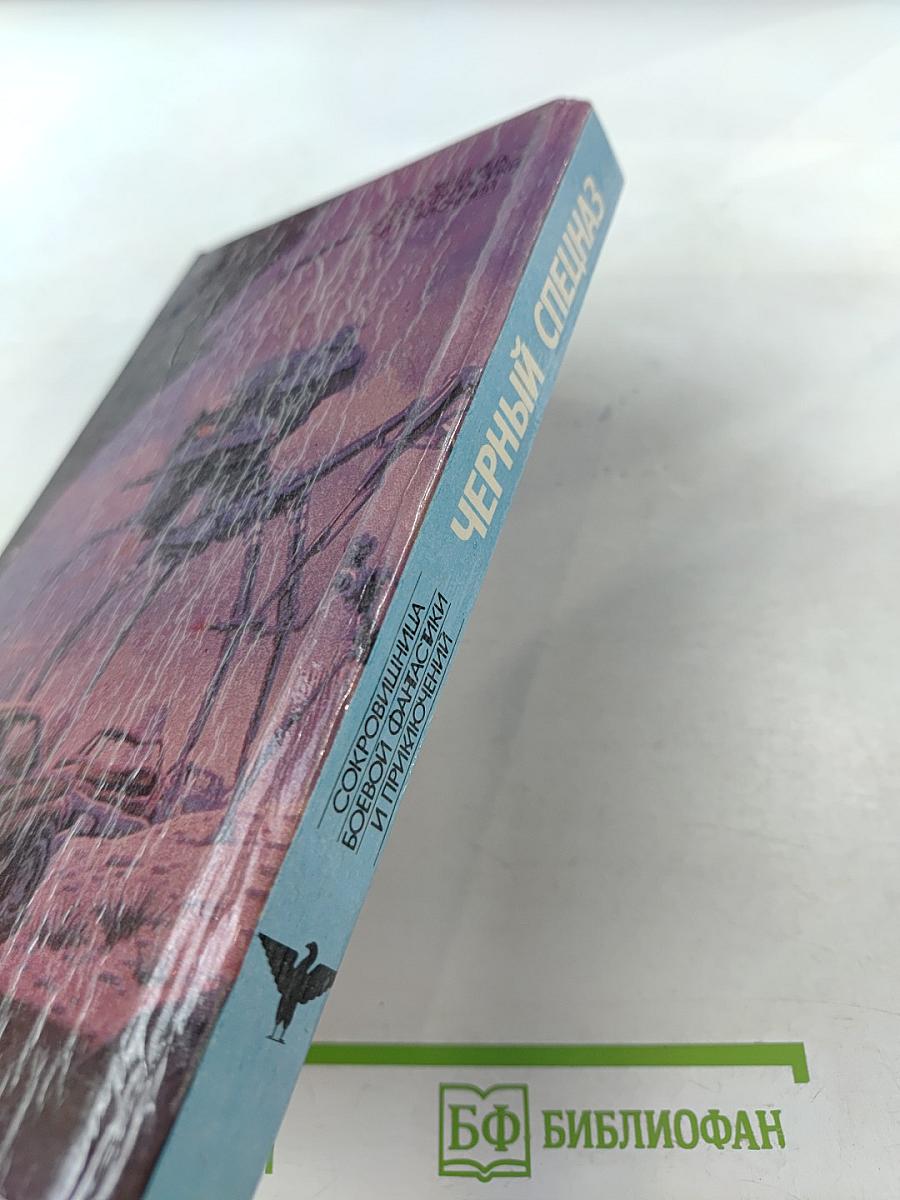 ЧЕРНЫЙ СПЕЦНАЗ
СОКРОВИЩНИЦА
БОЕВОЙ ФАНТАСТИКИ
И ПРИКЛЮЧЕНИЙ
БФ БИБЛИОФАН